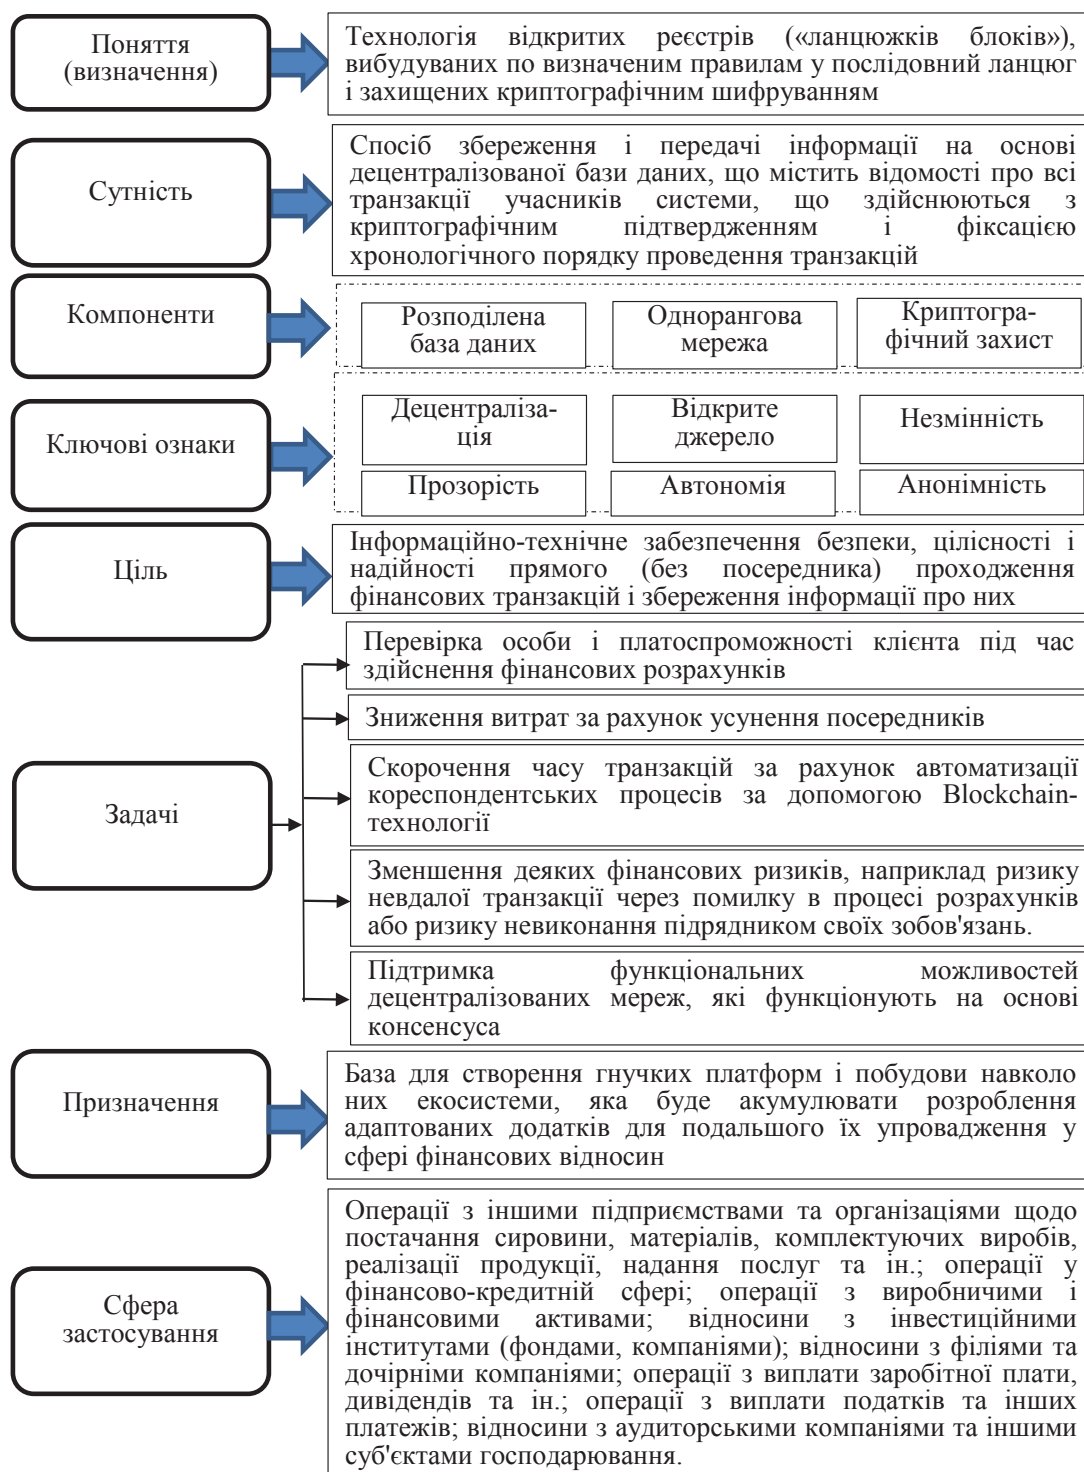 Поняття
(визначення)
Технологія відкритих реєстрів («ланцюжків блоків»),
вибудуваних по визначеним правилам у послідовний ланцюг
і захищених криптографічним шифруванням
Сутність
Спосіб збереження і передачі інформації на основі
децентралізованої бази даних, що містить відомості про всі
транзакції учасників системи, що здійснюються з
криптографічним підтвердженням і фіксацією
хронологічного порядку проведення транзакцій
Компоненти
Розподілена
база даних
Однорангова
мережа
Криптогра-
фічний захист
Ключові ознаки
Децентраліза-
ція
Відкрите
джерело
Незмінність
Прозорість
Автономія
Анонімність
Ціль
Інформаційно-технічне забезпечення безпеки, цілісності і
надійності прямого (без посередника) проходження
фінансових транзакцій і збереження інформації про них
Задачі
Перевірка особи і платоспроможності клієнта під час
здійснення фінансових розрахунків
Зниження витрат за рахунок усунення посередників
Скорочення часу транзакцій за рахунок автоматизації
кореспондентських процесів за допомогою Blockchain-
технології
Зменшення деяких фінансових ризиків, наприклад ризику
невдалої транзакції через помилку в процесі розрахунків
або ризику невиконання підрядником своїх зобов'язань.
Підтримка функціональних можливостей
децентралізованих мереж, які функціонують на основі
консенсуса
Призначення
База для створення гнучких платформ і побудови навколо
них екосистеми, яка буде акумулювати розроблення
адаптованих додатків для подальшого їх упровадження у
сфері фінансових відносин
Сфера
застосування
Операції з іншими підприємствами та організаціями щодо
постачання сировини, матеріалів, комплектуючих виробів,
реалізації продукції, надання послуг та ін.; операції у
фінансово-кредитній сфері; операції з виробничими і
фінансовими активами; відносини з інвестиційними
інститутами (фондами, компаніями); відносини з філіями та
дочірніми компаніями; операції з виплати заробітної плати,
дивідендів та ін.; операції з виплати податків та інших
платежів; відносини з аудиторськими компаніями та іншими
суб'єктами господарювання.